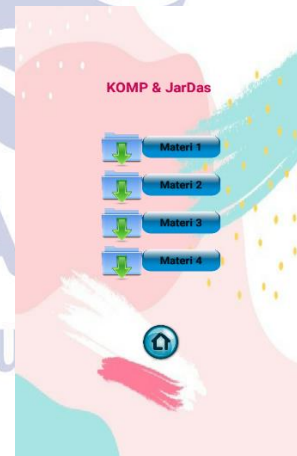 KOMP & JarDas
Materi 1
Materi 2
Materi 3
Materi 4